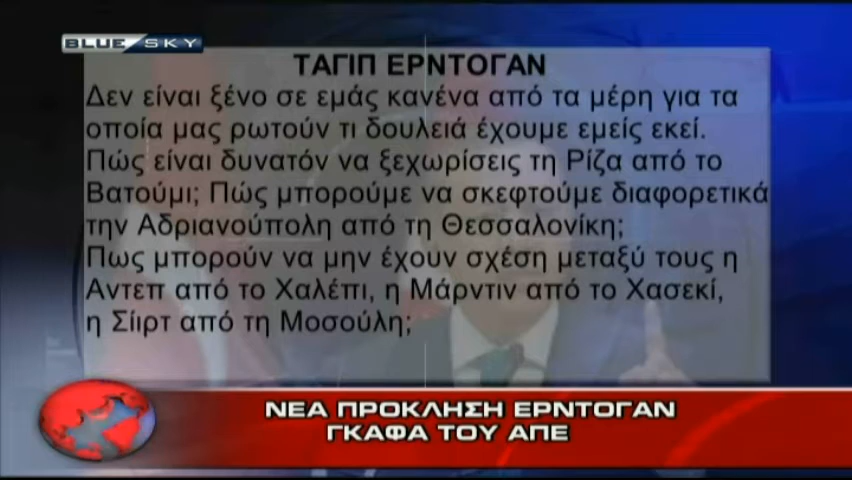 BLUE SKY
ΤΑΓΙΠ ΕΡΝΤΟΓΑΝ
Δεν είναι ξένο σε εμάς κανένα από τα μέρη για τα
οποία μας ρωτούν τι δουλειά έχουμε εμείς εκεί.
Πώς είναι δυνατόν να ξεχωρίσεις τη Ρίζα από το
Βατούμι; Πώς μπορούμε να σκεφτούμε διαφορετικά
την Αδριανούπολη από τη Θεσσαλονίκη;
Πως μπορούν να μην έχουν σχέση μεταξύ τους η
Αντεπ από το Χαλέπι, η Μάρντιν από το Χασεκί,
η Σίιρτ από τη Μοσούλη;
ΝΕΑ ΠΡΟΚΛΗΣΗ ΕΡΝΤΟΓΑΝ
ΓΚΑΦΑ ΤΟΥ ΑΠΕ